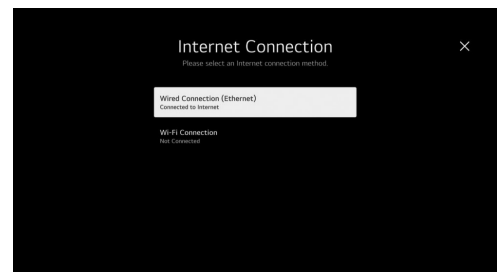 Internet Connection
Please select an Internet connection method.
Wired Connection (Ethernet)
Connected to Internet
Wi-Fi Connection
Not Connected